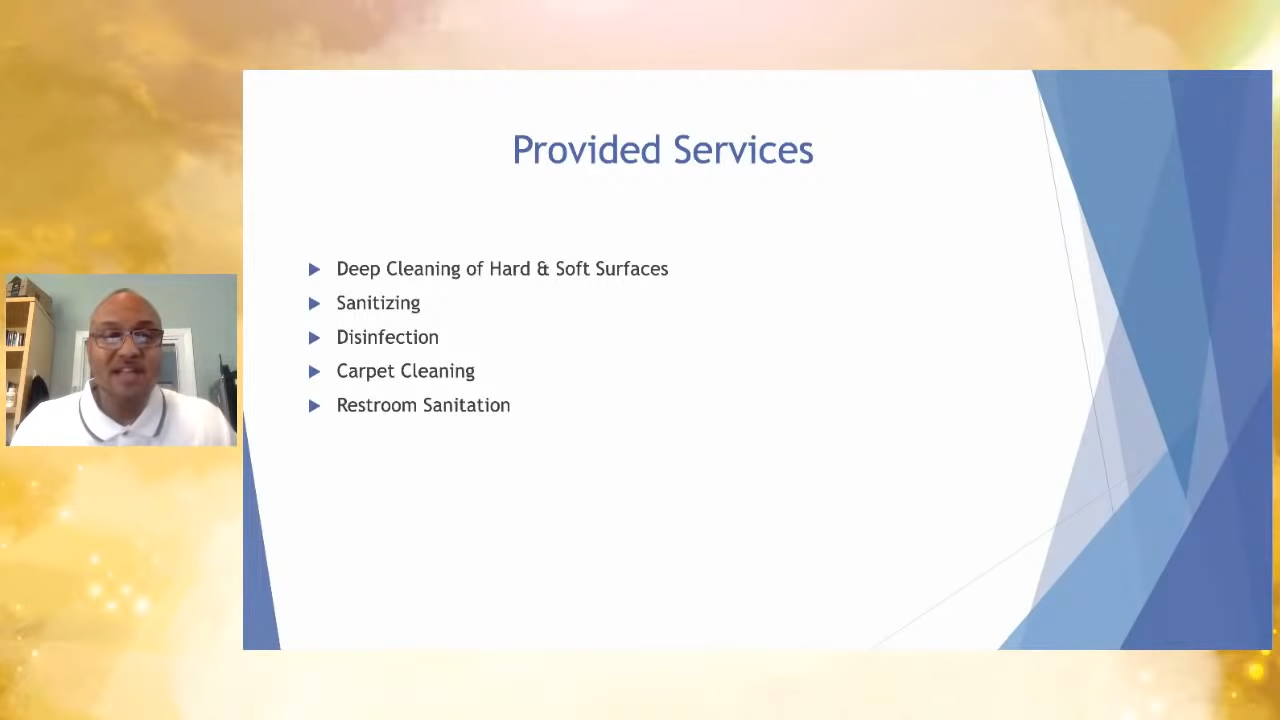 Provided Services
Deep Cleaning of Hard & Soft Surfaces
Sanitizing
Disinfection
Carpet Cleaning
Restroom Sanitation